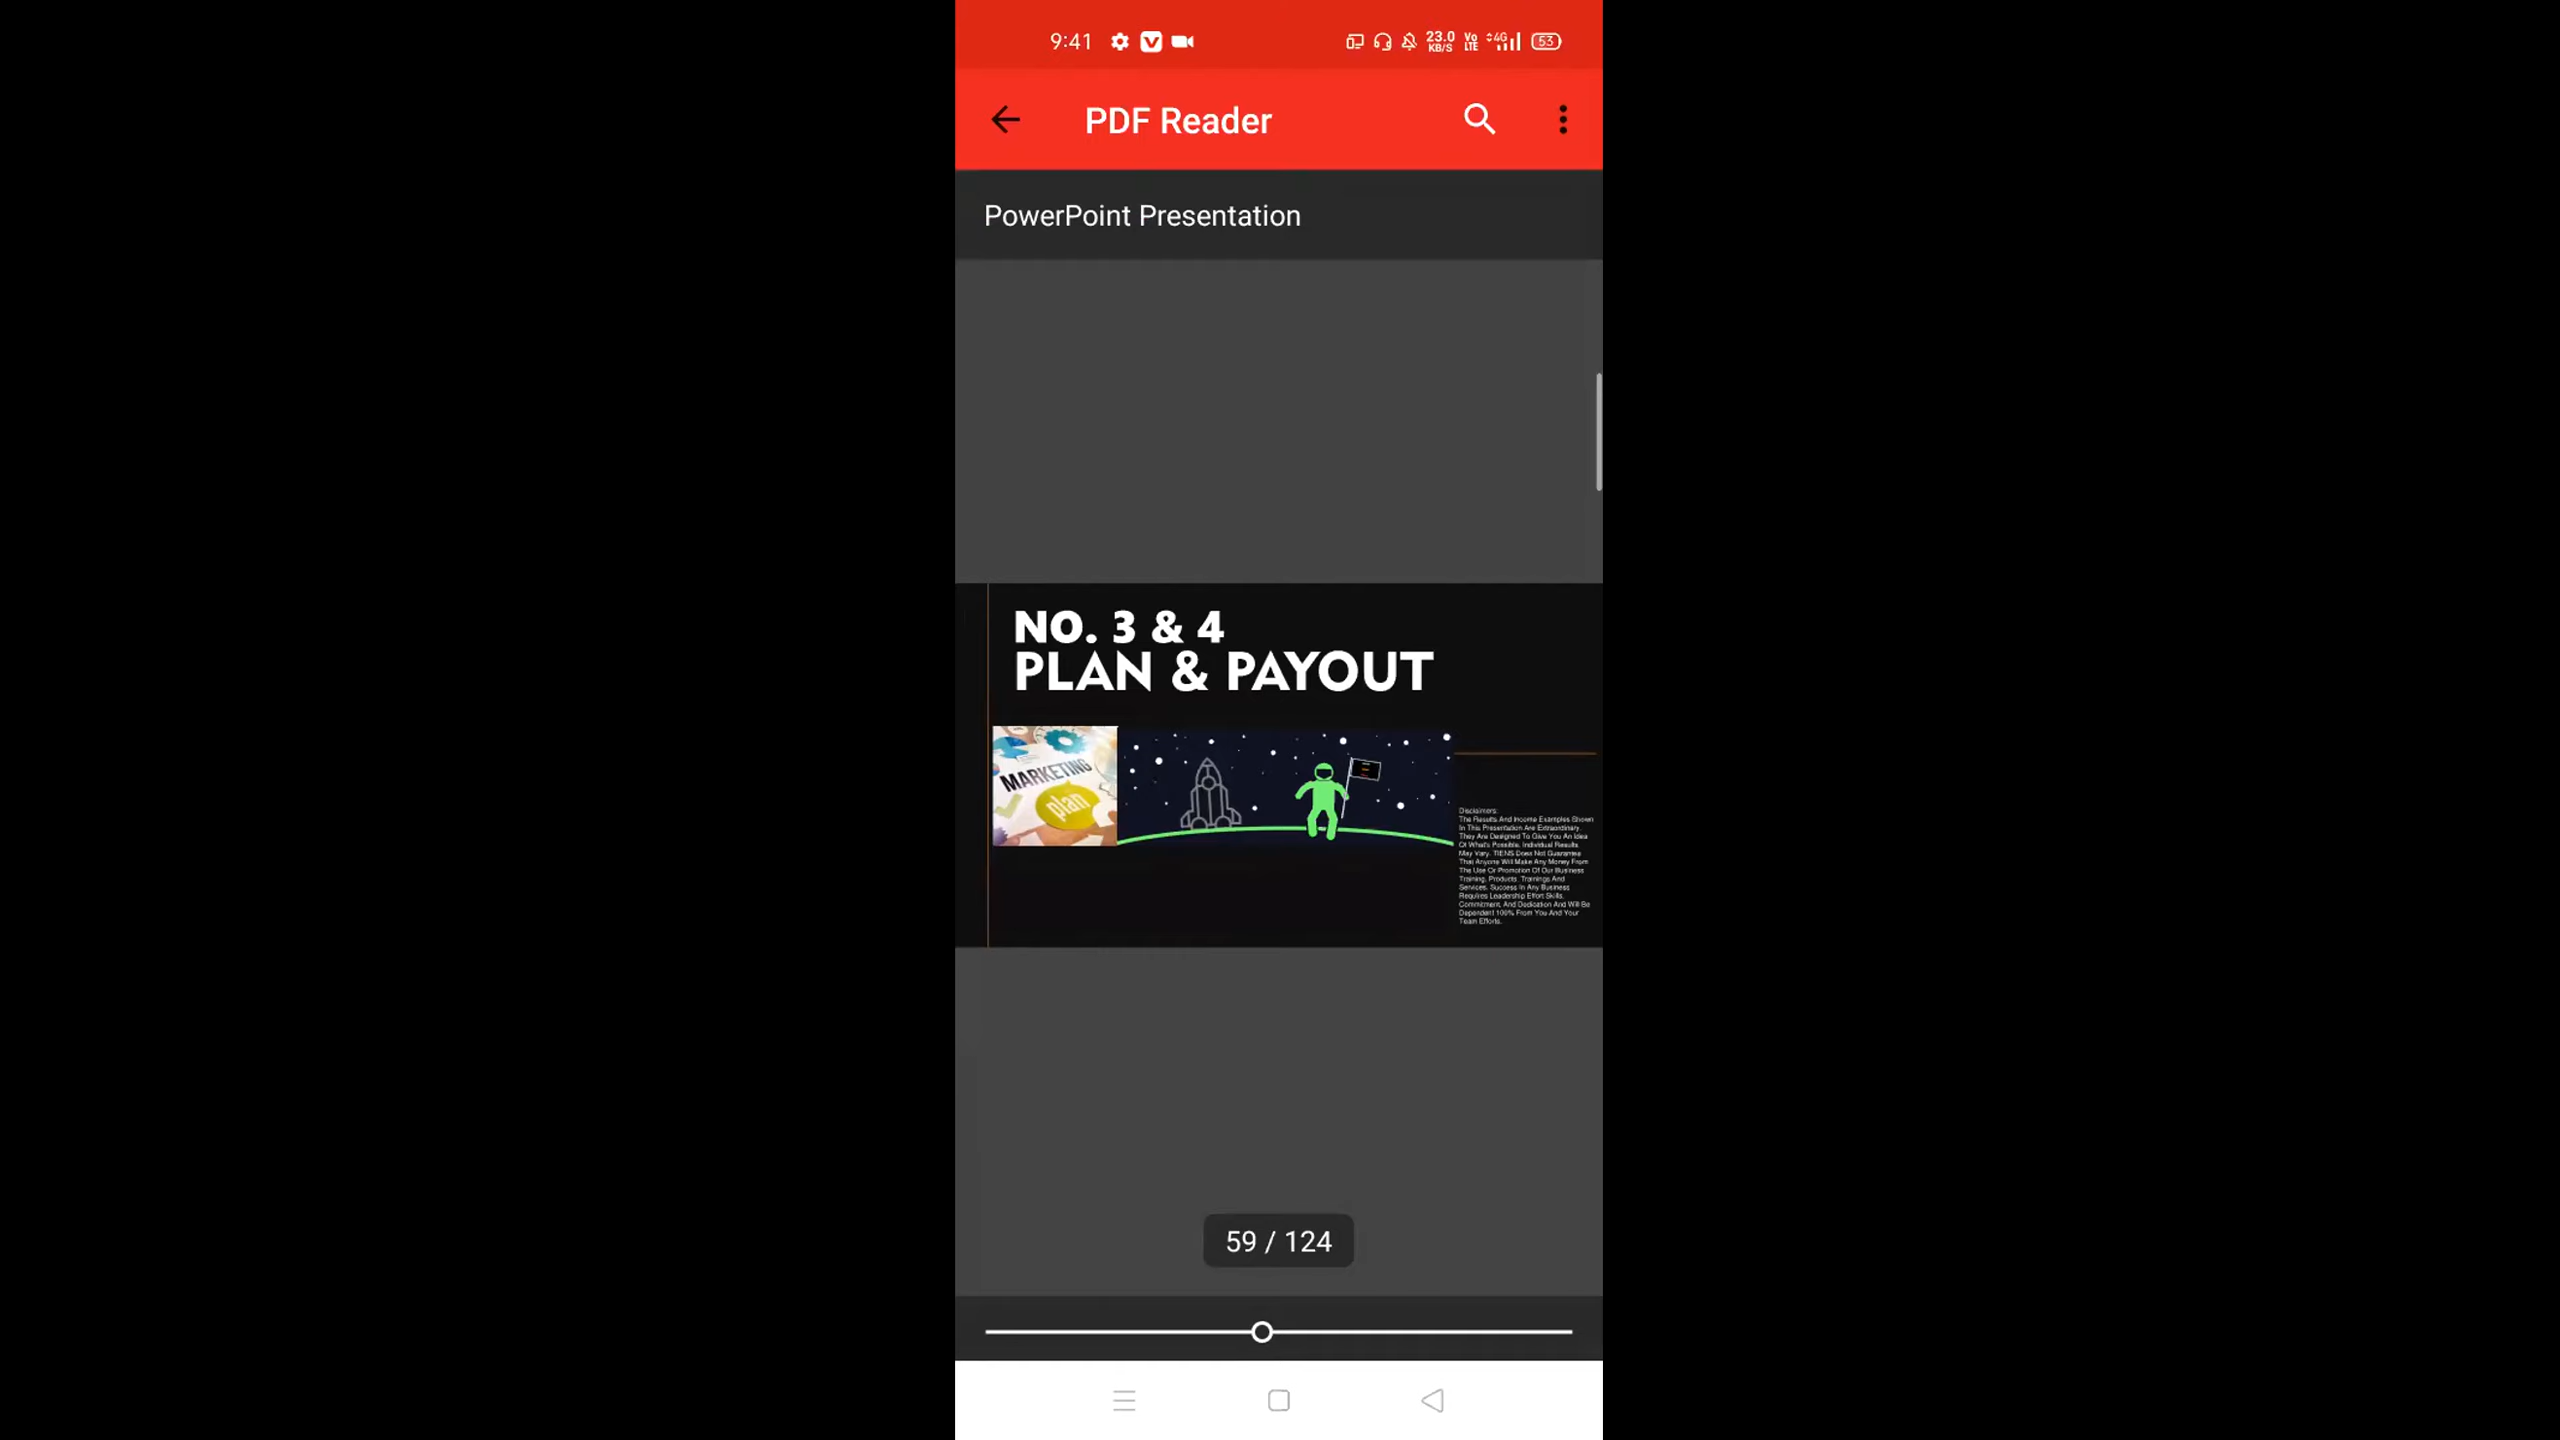 9:41
23.0
KB/S
Vo
LTE
4G
53
PDF Reader
PowerPoint Presentation
NO. 3 & 4
PLAN & PAYOUT
MARKETING
plan
Disclaimers:
The Results And Income Examples Shown
In This Presentation Are Extraordinary.
They Are Designed To Give You An Idea
Of What's Possible. Individual Results
May Vary. TIENS Does Not Guarantee
That Anyone Will Make Any Money From
The Use Or Promotion Of Our Business
Training, Products, Trainings And
Services. Success In Any Business
Requires Leadership Effort Skills,
Commitment, And Dedication And Will Be
Dependent 100% From You And Your
Team Efforts.
59 / 124